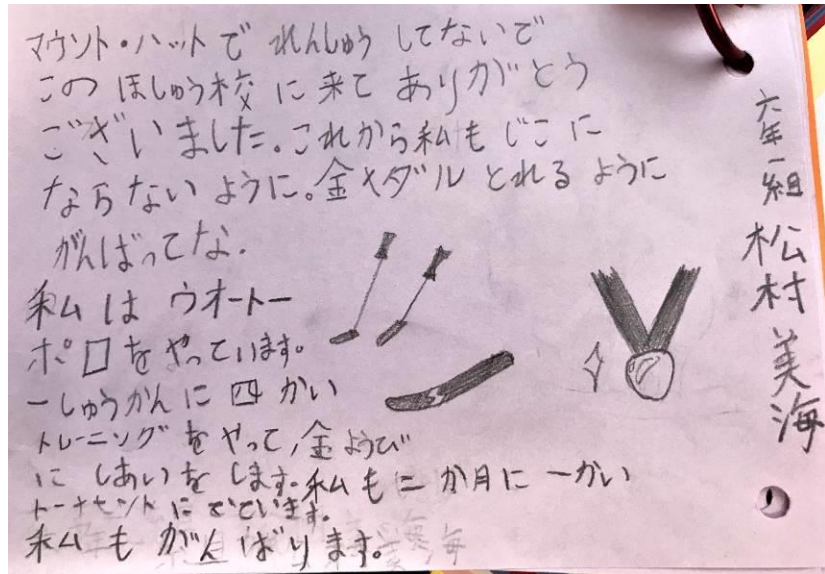 マウント・ハットで れんしゅう してないで
この ほしゅう校 に 来て ありがとう
ございました。これから私も じこ に
ならない ように。金メダル とれる ように
がんばってな.
私は ウオートー
ポロをやっています。
一しゅうかんに 四 かい
トレーニング をやって,金ようび
に しあいを します。私も二か月に一かい
トーナメントにでています。
私も がんばります。
六年一組 松村 美海